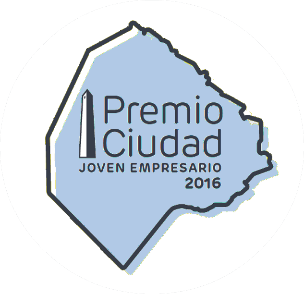 Premio
Ciudad
JOVEN EMPRESARIO
2016